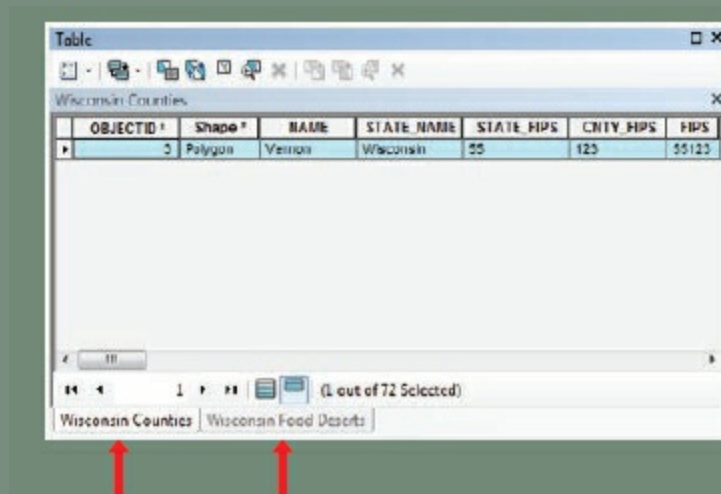 Table
Wisconsin Counties
OBJECTID * Shape * NAME STATE_NAME STATE_FIPS CNTY_FIPS FIPS
3 Polygon Vernon Wisconsin 55 123 55123
1 (1 out of 72 Selected)
Wisconsin Counties Wisconsin Food Deserts